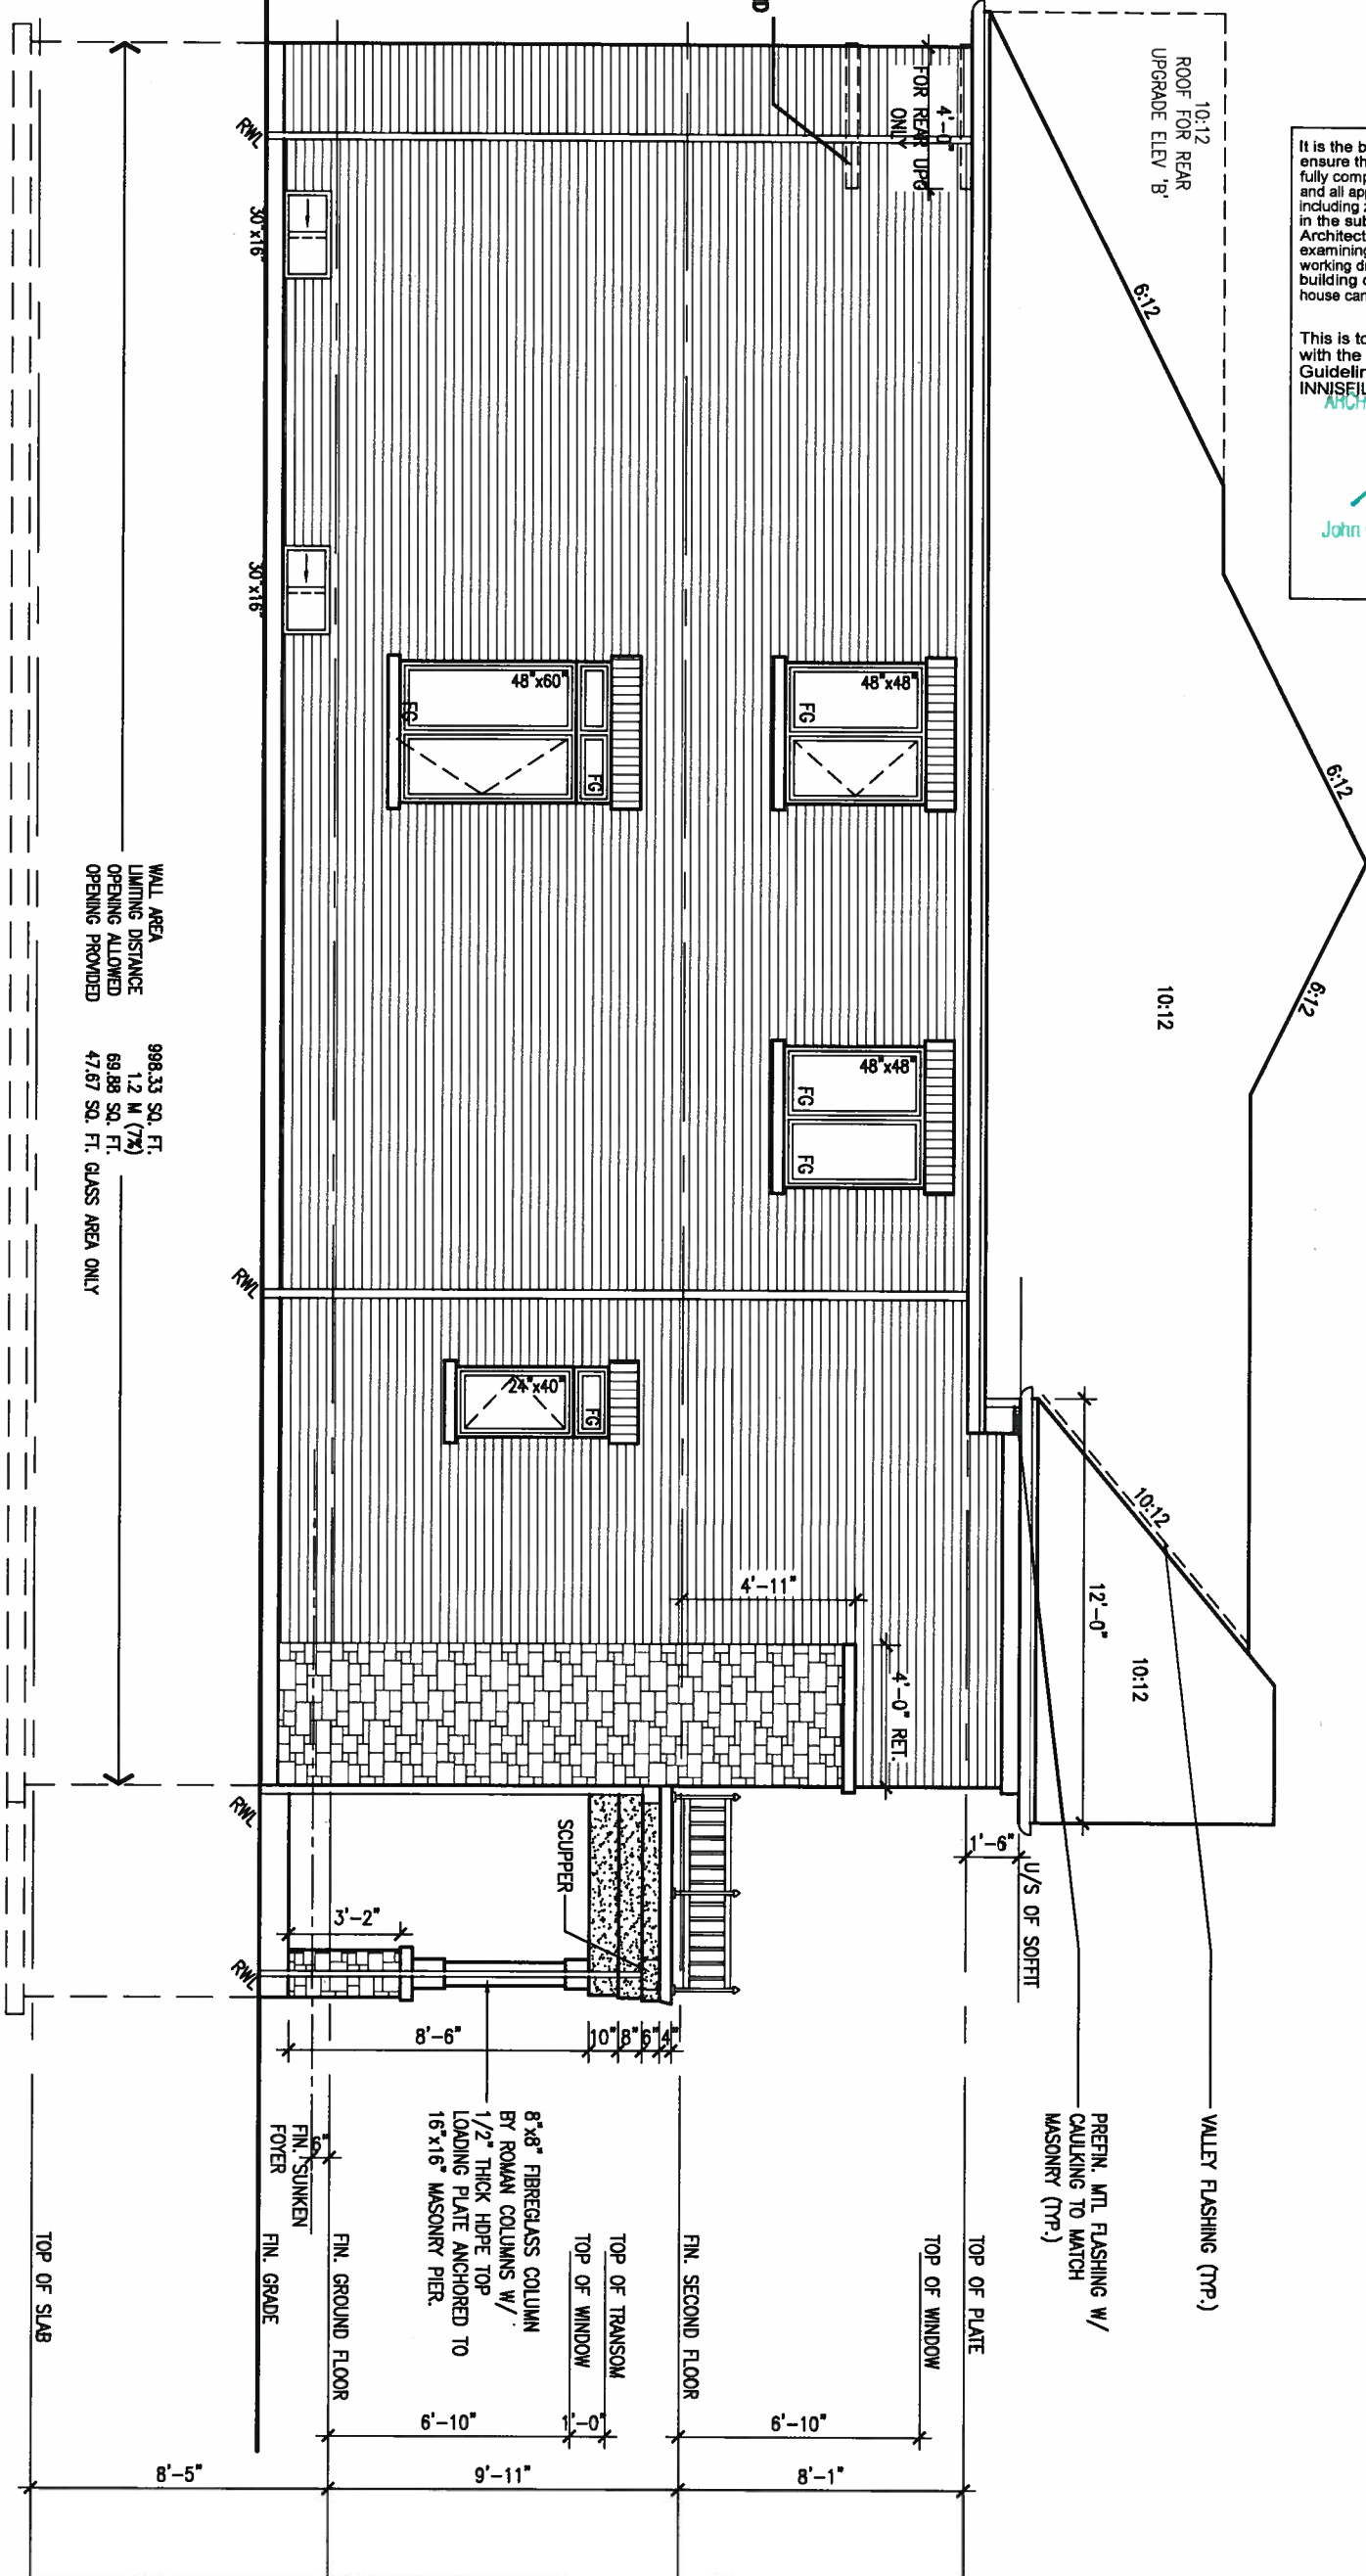 It is the b
ensure th
fully comp
and all app
including z
in the sub
Architect
examining
working dr
building o
house can
This is to
with the
Guidelin
INNISFIL
ARCH
John
10:12
ROOF FOR REAR
UPGRADE ELEV 'B'
6:12
6:12
6:12
10:12
10:12
10:12
12'-0"
VALLEY FLASHING (TYP.)
PREFIN. MTL FLASHING W/
CAULKING TO MATCH
MASONRY (TYP.)
U/S OF SOFFIT
1'-6"
4'-0"
FOR REAR UPG
ONLY
48"x48"
FG
48"x48"
FG
FG
4'-0" RET.
4'-11"
48"x60"
FG
FG
24"x40"
FG
30"x16"
30"x16"
RWL
RWL
RWL
RWL
SCUPPER
3'-2"
8'-6"
10"
8"
6"
4"
8"x8" FIBREGLASS COLUMN
BY ROMAN COLUMNS W/
1/2" THICK HDPE TOP
LOADING PLATE ANCHORED TO
16"x16" MASONRY PIER.
6"
FIN. SUNKEN
FOYER
TOP OF PLATE
TOP OF WINDOW
FIN. SECOND FLOOR
TOP OF TRANSOM
TOP OF WINDOW
FIN. GROUND FLOOR
FIN. GRADE
TOP OF SLAB
6'-10"
1'-0"
6'-10"
8'-5"
9'-11"
8'-1"
WALL AREA 998.33 SQ. FT.
LIMITING DISTANCE 1.2 M (7%)
OPENING ALLOWED 69.88 SQ. FT.
OPENING PROVIDED 47.67 SQ. FT. GLASS AREA ONLY